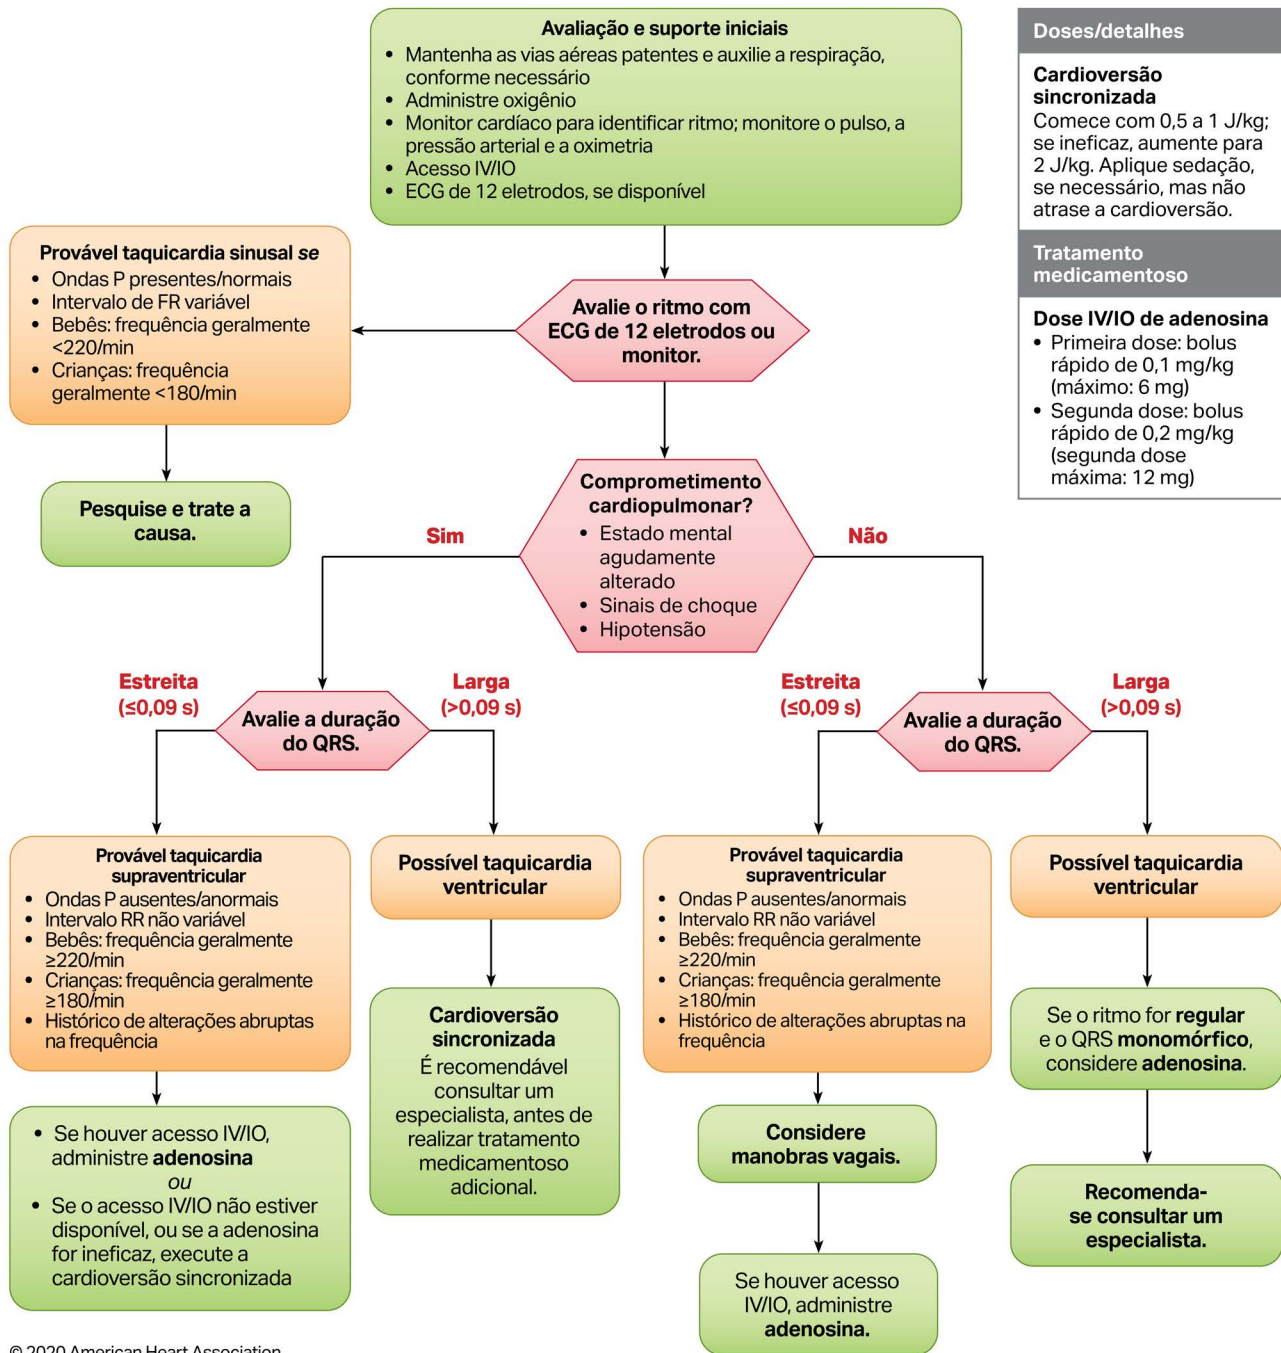 Avaliação e suporte iniciais
• Mantenha as vias aéreas patentes e auxilie a respiração,
conforme necessário
• Administre oxigênio
• Monitor cardíaco para identificar ritmo; monitore o pulso, a
pressão arterial e a oximetria
• Acesso IV/IO
• ECG de 12 eletrodos, se disponível
Doses/detalhes
Cardioversão
sincronizada
Comece com 0,5 a 1 J/kg;
se ineficaz, aumente para
2 J/kg. Aplique sedação,
se necessário, mas não
atrase a cardioversão.
Tratamento
medicamentoso
Dose IV/IO de adenosina
• Primeira dose: bolus
rápido de 0,1 mg/kg
(máximo: 6 mg)
• Segunda dose: bolus
rápido de 0,2 mg/kg
(segunda dose
máxima: 12 mg)
Provável taquicardia sinusal se
• Ondas P presentes/normais
• Intervalo de FR variável
• Bebês: frequência geralmente
<220/min
• Crianças: frequência
geralmente <180/min
Avalie o ritmo com
ECG de 12 eletrodos ou
monitor.
Pesquise e trate a
causa.
Comprometimento
cardiopulmonar?
• Estado mental
agudamente
alterado
• Sinais de choque
• Hipotensão
Sim
Não
Estreita
(≤0,09 s)
Avalie a duração
do QRS.
Larga
(>0,09 s)
Estreita
(≤0,09 s)
Avalie a duração
do QRS.
Larga
(>0,09 s)
Provável taquicardia
supraventricular
• Ondas P ausentes/anormais
• Intervalo RR não variável
• Bebês: frequência geralmente
≥220/min
• Crianças: frequência geralmente
≥180/min
• Histórico de alterações abruptas
na frequência
Possível taquicardia
ventricular
Provável taquicardia
supraventricular
• Ondas P ausentes/anormais
• Intervalo RR não variável
• Bebês: frequência geralmente
≥220/min
• Crianças: frequência geralmente
≥180/min
• Histórico de alterações abruptas na
frequência
Possível taquicardia
ventricular
• Se houver acesso IV/IO,
administre adenosina
ou
• Se o acesso IV/IO não estiver
disponível, ou se a adenosina
for ineficaz, execute a
cardioversão sincronizada
Cardioversão
sincronizada
É recomendável
consultar um
especialista, antes de
realizar tratamento
medicamentoso
adicional.
Considere
manobras vagais.
Se houver acesso
IV/IO, administre
adenosina.
Se o ritmo for regular
e o QRS monomórfico,
considere adenosina.
Recomenda-
se consultar um
especialista.
© 2020 American Heart Association